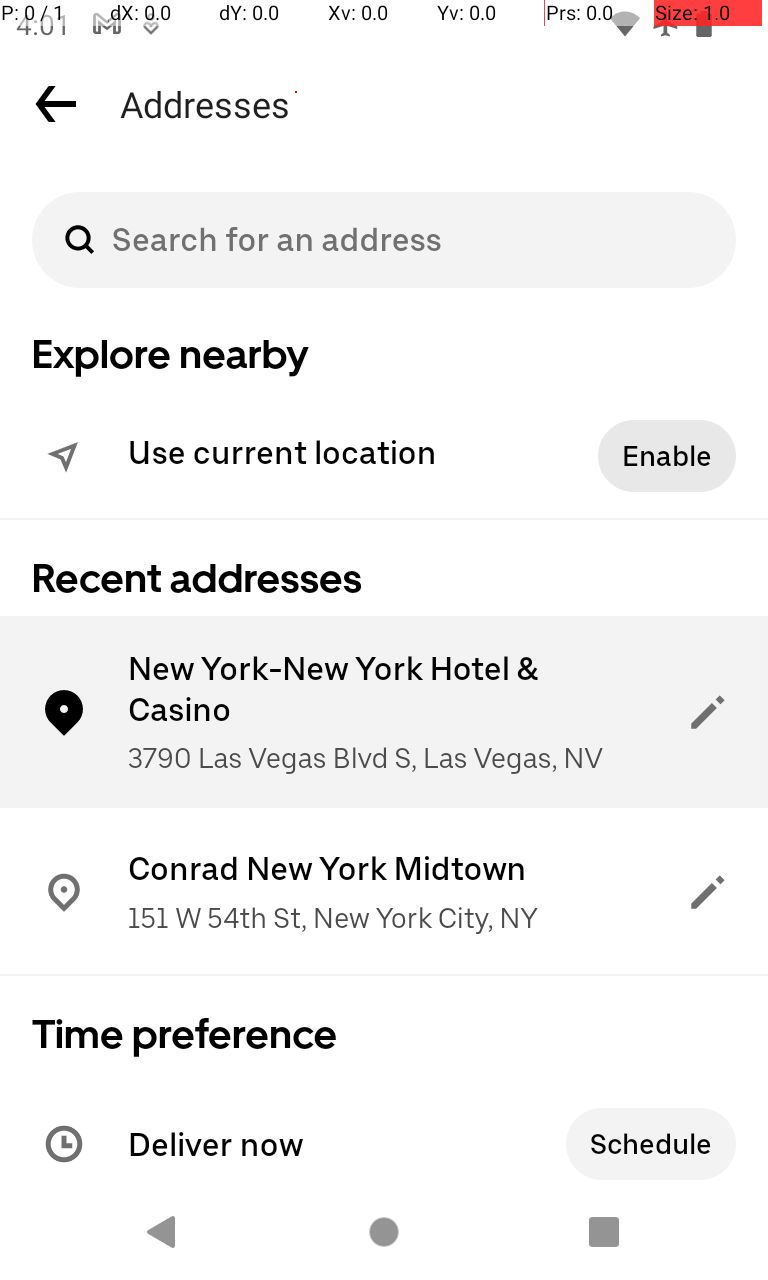 P: 0 / 1 dX: 0.0 dY: 0.0 Xv: 0.0 Yv: 0.0 Prs: 0.0 Size: 1.0
4:01
Addresses
Search for an address
Explore nearby
Use current location
Enable
Recent addresses
New York-New York Hotel &
Casino
3790 Las Vegas Blvd S, Las Vegas, NV
Conrad New York Midtown
151 W 54th St, New York City, NY
Time preference
Deliver now
Schedule